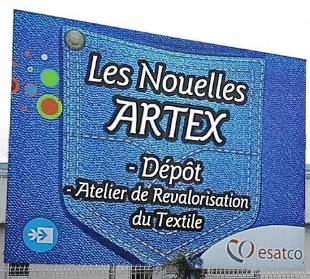 Les Nouelles
ARTEX
- Dépôt
- Atelier de Revalorisation
du Textile
esatco